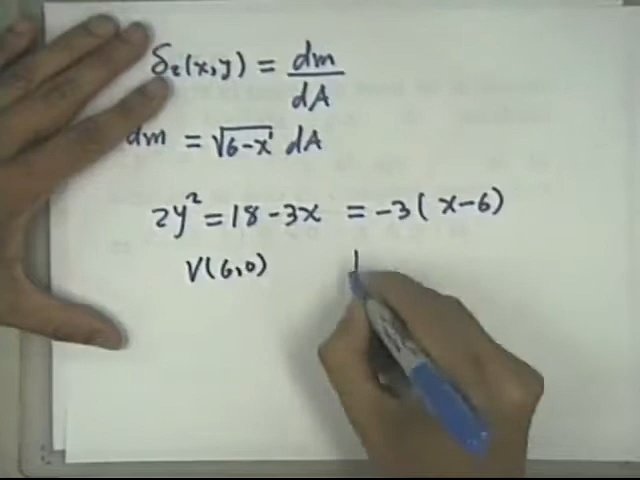 δ₂(x,y) = dm/dA
dm = √(6-x) dA
2y² = 18 - 3x = -3(x-6)
V(6,0)